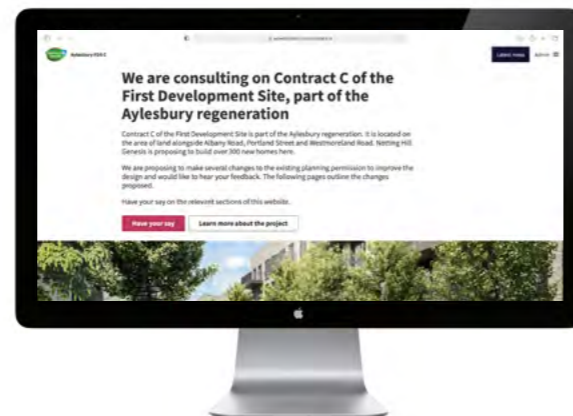 Aylesbury FDS C
Latest news
Admin
We are consulting on Contract C of the
First Development Site, part of the
Aylesbury regeneration
Contract C of the First Development Site is part of the Aylesbury regeneration. It is located on
the area of land alongside Albany Road, Portland Street and Westmoreland Road. Notting Hill
Genesis is proposing to build over 300 new homes here.
We are proposing to make several changes to the existing planning permission to improve the
design and would like to hear your feedback. The following pages outline the changes
proposed.
Have your say on the relevant sections of this website.
Have your say
Learn more about the project